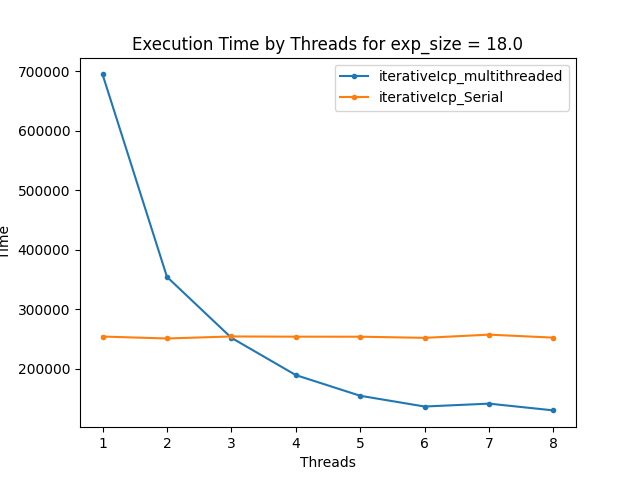 Execution Time by Threads for exp_size = 18.0
iterativeIcp_multithreaded
iterativeIcp_Serial
700000
600000
500000
400000
300000
200000
Time
1 2 3 4 5 6 7 8
Threads